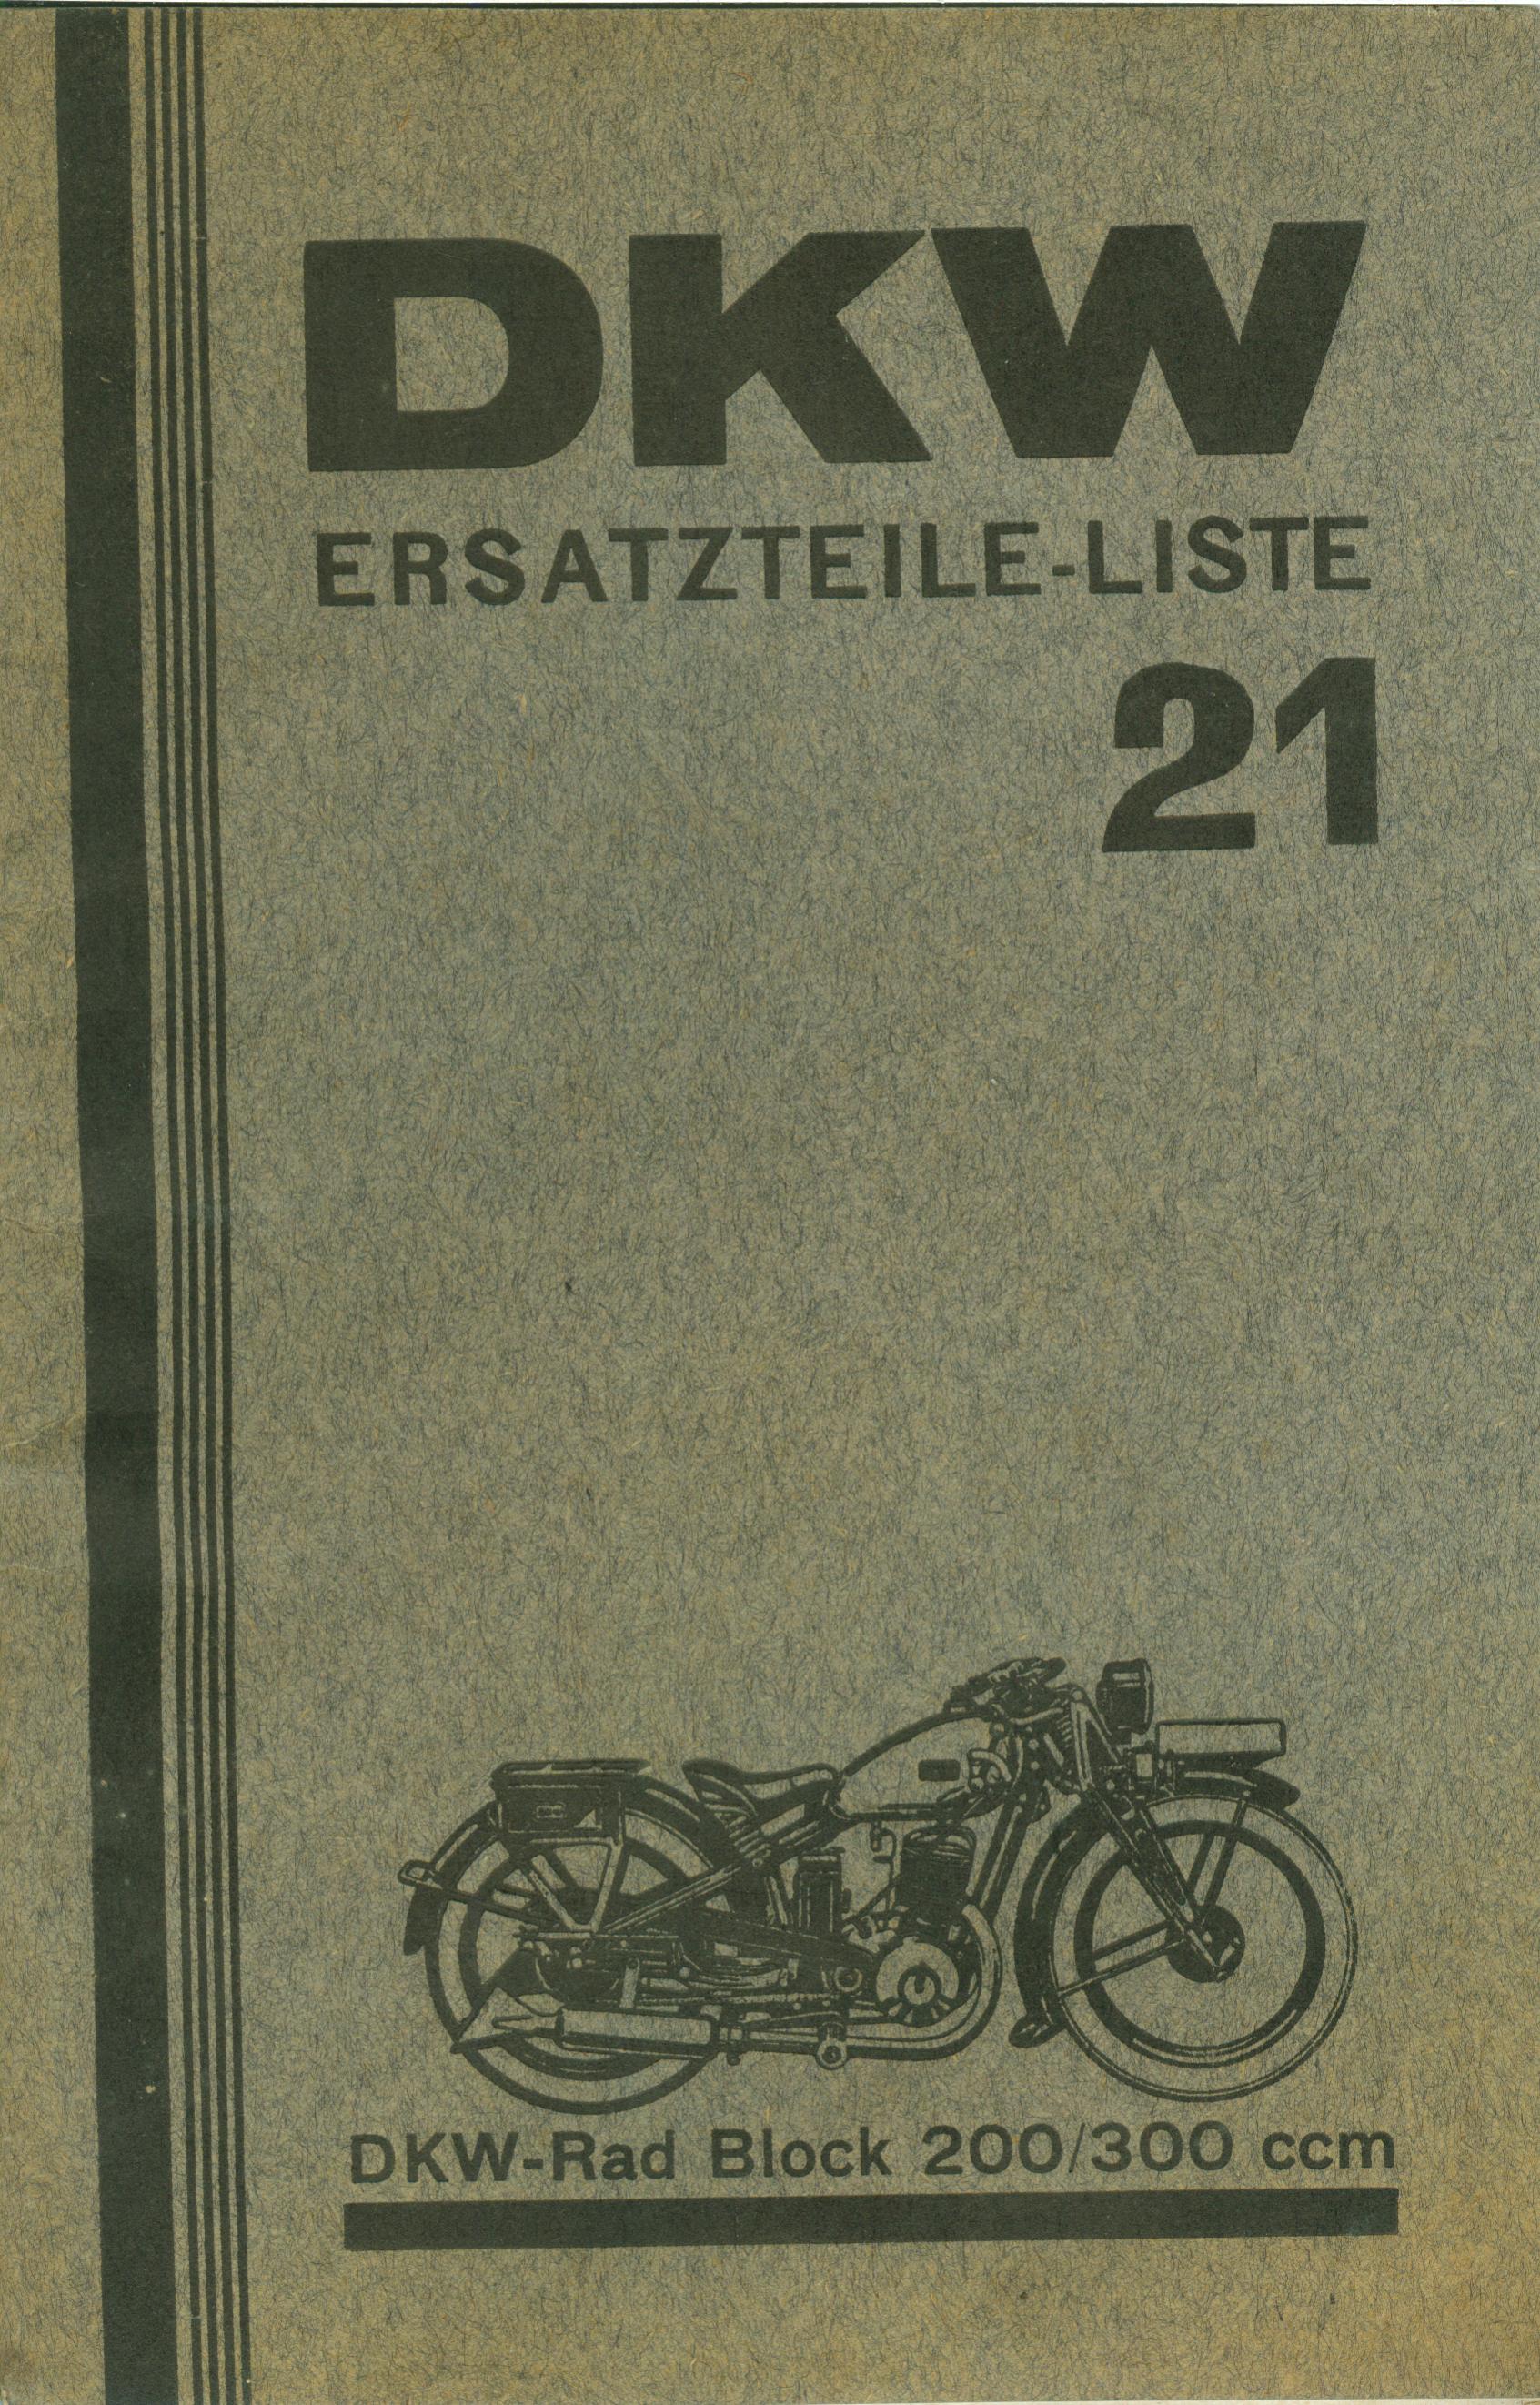 DKW
ERSATZTEILE-LISTE
21
DKW-Rad Block 200/300 ccm